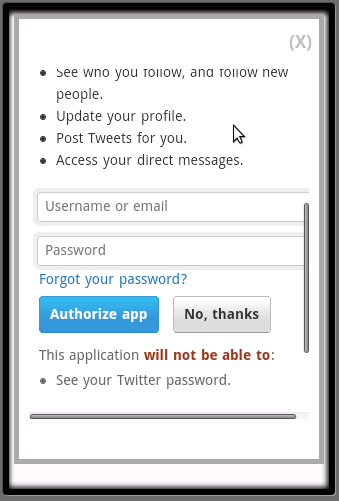 (X)
See who you follow, and follow new
people.
Update your profile.
Post Tweets for you.
Access your direct messages.
Username or email
Password
Forgot your password?
Authorize app
No, thanks
This application will not be able to:
See your Twitter password.